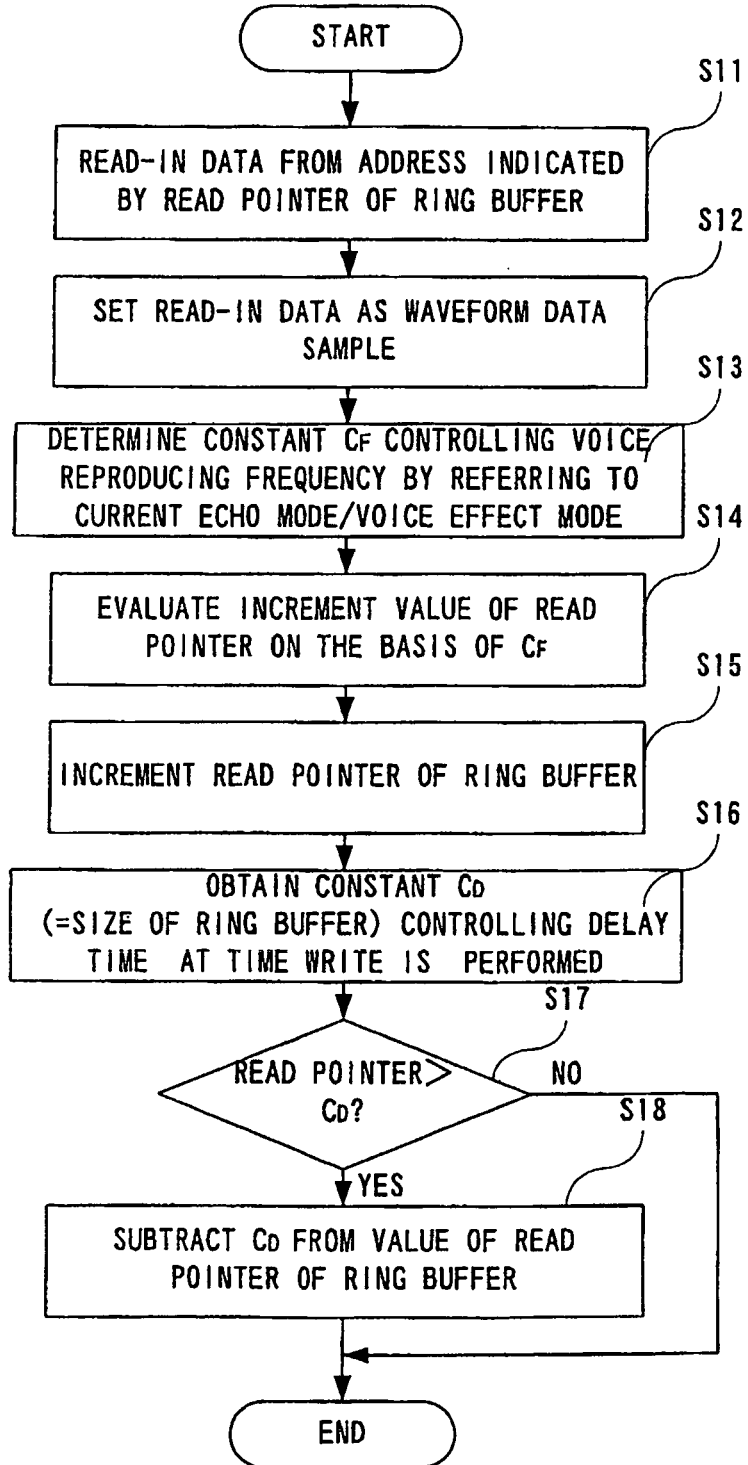 START
S11
READ-IN DATA FROM ADDRESS INDICATED
BY READ POINTER OF RING BUFFER
S12
SET READ-IN DATA AS WAVEFORM DATA
SAMPLE
S13
DETERMINE CONSTANT CF CONTROLLING VOICE
REPRODUCING FREQUENCY BY REFERRING TO
CURRENT ECHO MODE/VOICE EFFECT MODE
S14
EVALUATE INCREMENT VALUE OF READ
POINTER ON THE BASIS OF CF
S15
INCREMENT READ POINTER OF RING BUFFER
S16
OBTAIN CONSTANT CD
(=SIZE OF RING BUFFER) CONTROLLING DELAY
TIME AT TIME WRITE IS PERFORMED
S17
READ POINTER>
CD?
NO
YES
S18
SUBTRACT CD FROM VALUE OF READ
POINTER OF RING BUFFER
END